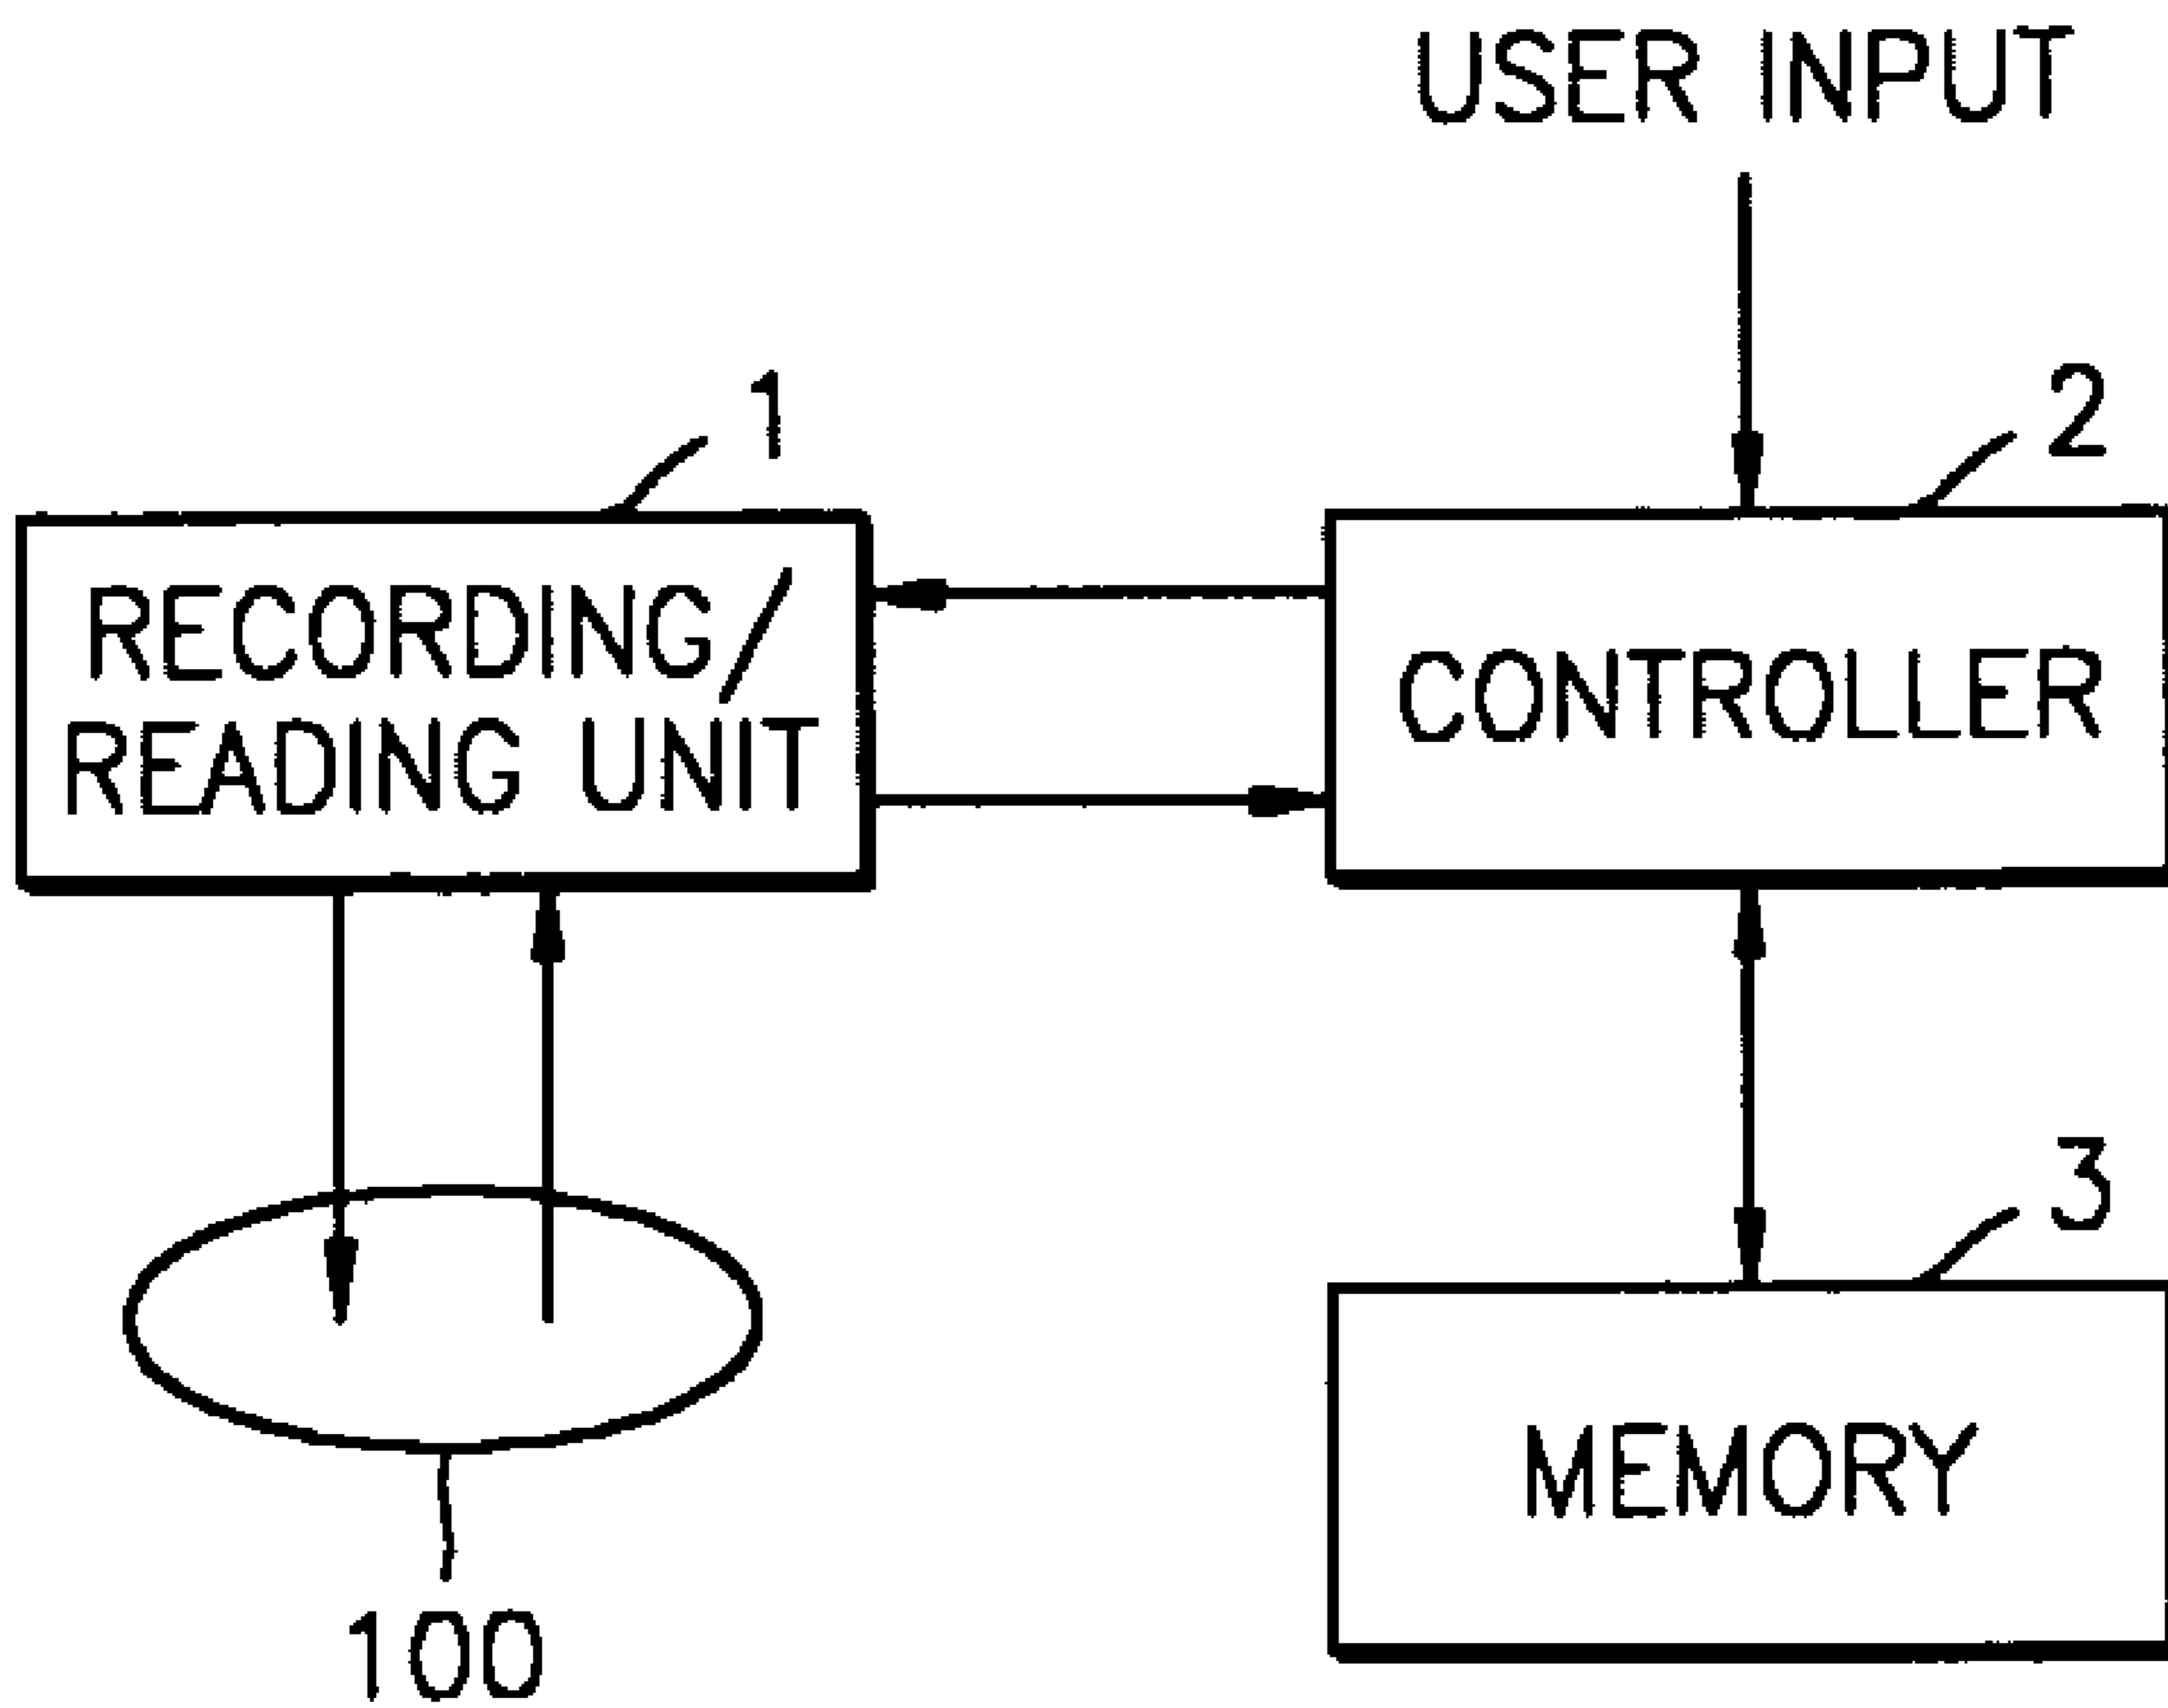 USER INPUT
1
2
RECORDING/
READING UNIT
CONTROLLER
3
MEMORY
100